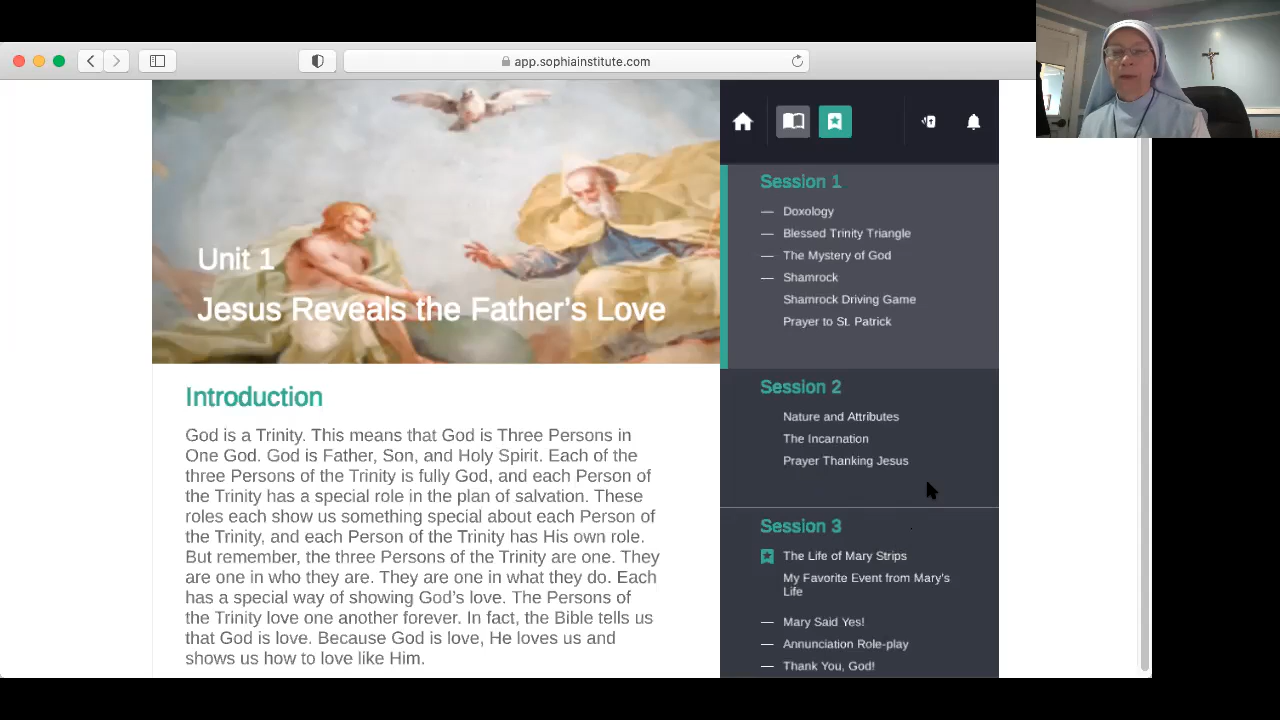 app.sophiainstitute.com
Unit 1
Jesus Reveals the Father's Love
Introduction
God is a Trinity. This means that God is Three Persons in
One God. God is Father, Son, and Holy Spirit. Each of the
three Persons of the Trinity is fully God, and each Person of
the Trinity has a special role in the plan of salvation. These
roles each show us something special about each Person of
the Trinity, and each Person of the Trinity has His own role.
But remember, the three Persons of the Trinity are one. They
are one in who they are. They are one in what they do. Each
has a special way of showing God's love. The Persons of
the Trinity love one another forever. In fact, the Bible tells us
that God is love. Because God is love, He loves us and
shows us how to love like Him.
Session 1
— Doxology
— Blessed Trinity Triangle
— The Mystery of God
— Shamrock
Shamrock Driving Game
Prayer to St. Patrick
Session 2
Nature and Attributes
The Incarnation
Prayer Thanking Jesus
Session 3
The Life of Mary Strips
My Favorite Event from Mary's
Life
— Mary Said Yes!
— Annunciation Role-play
— Thank You, God!